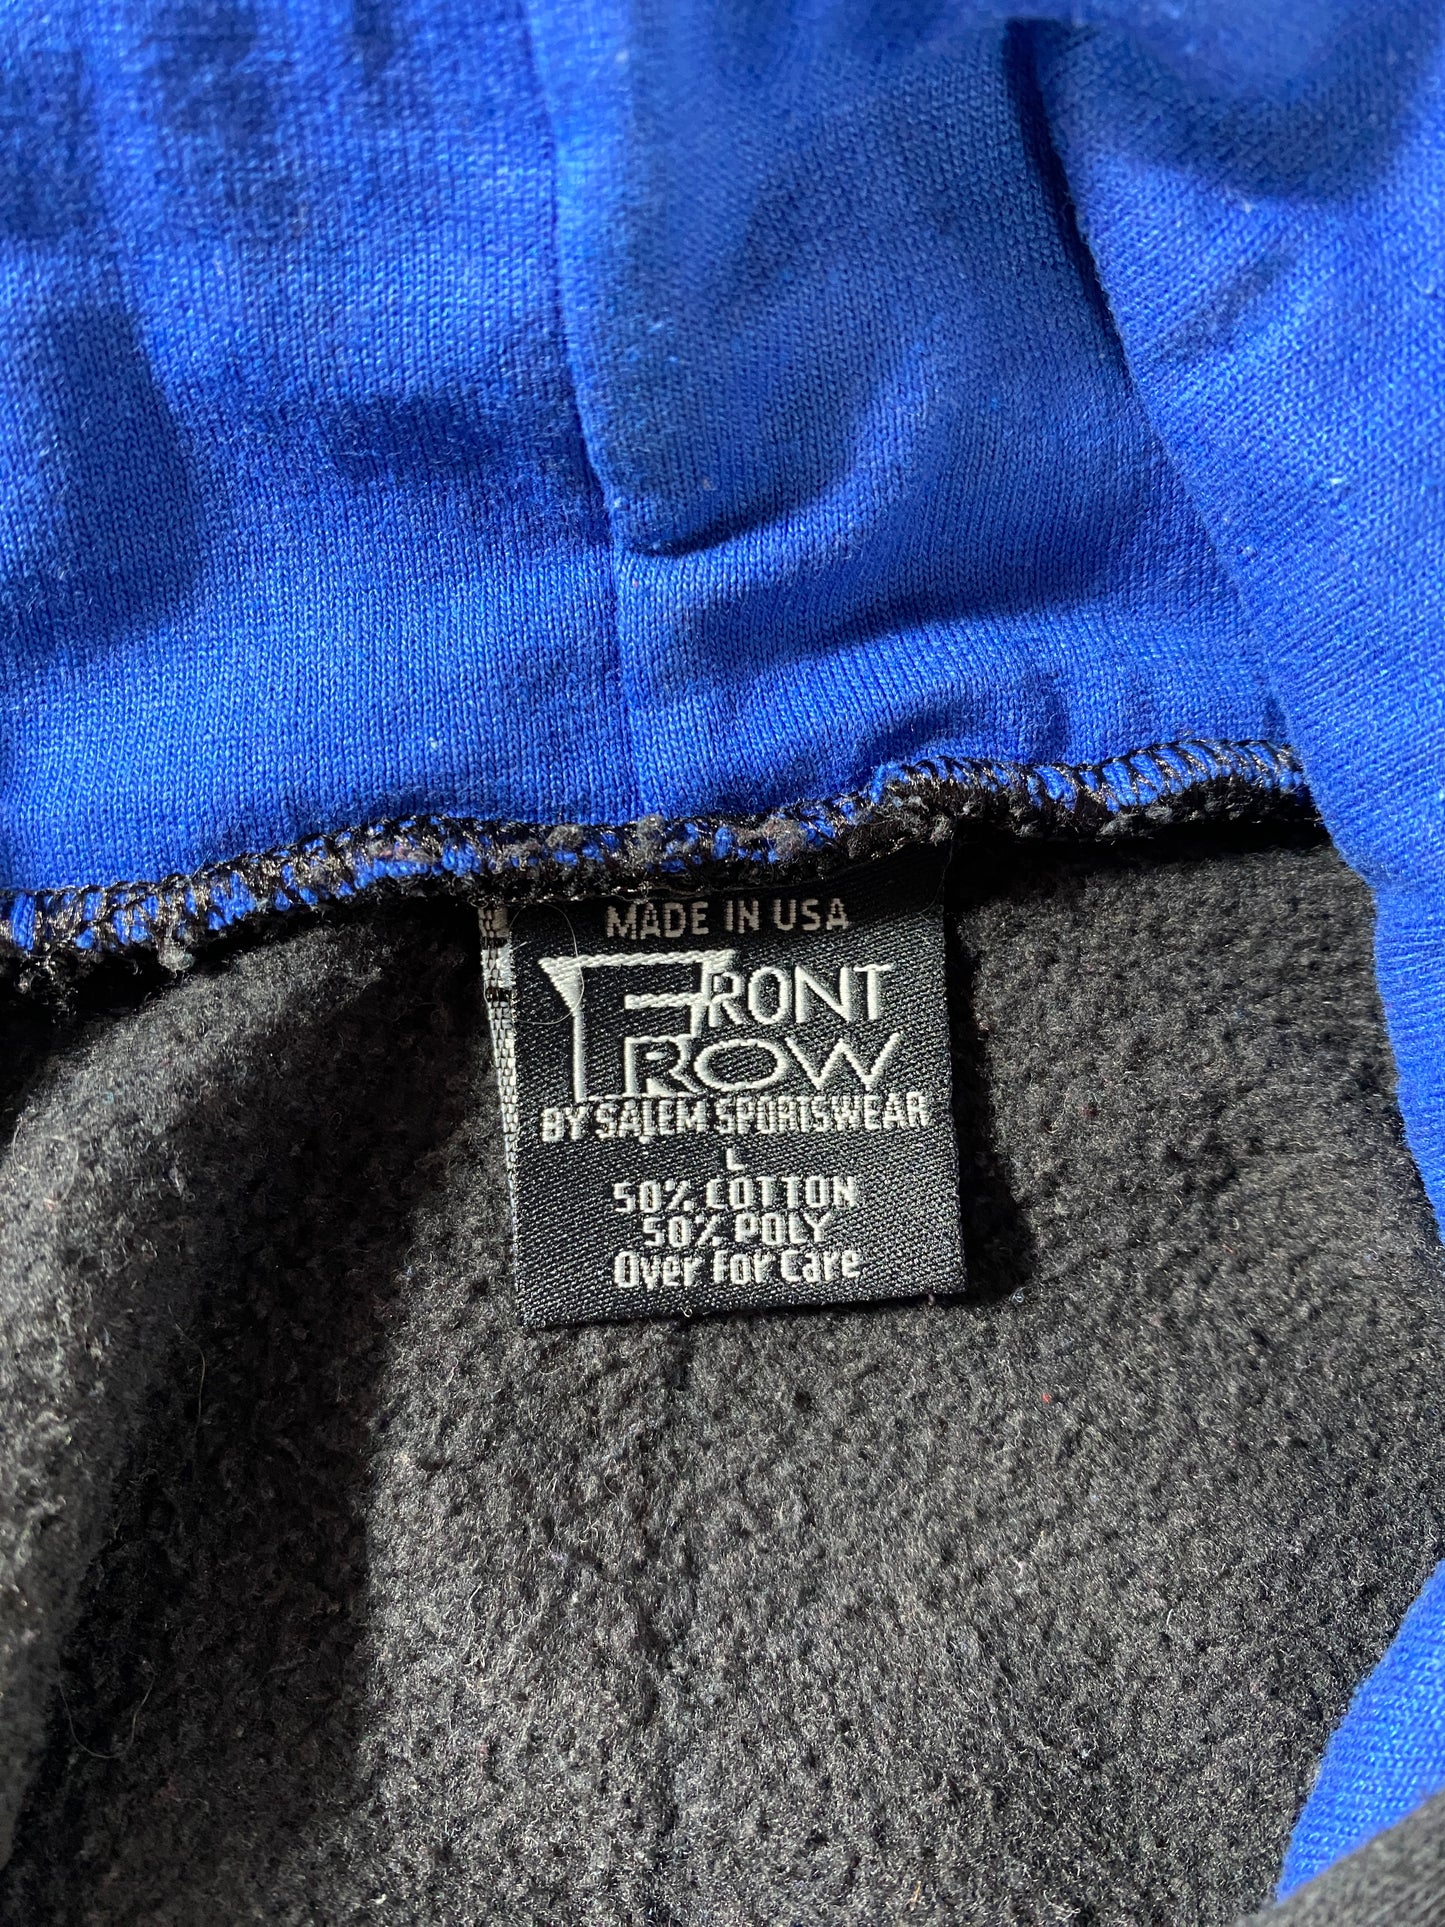 MADE IN USA
FRONT
ROW
BY SALEM SPORTSWEAR
L
50% COTTON
50% POLY
Over For Care